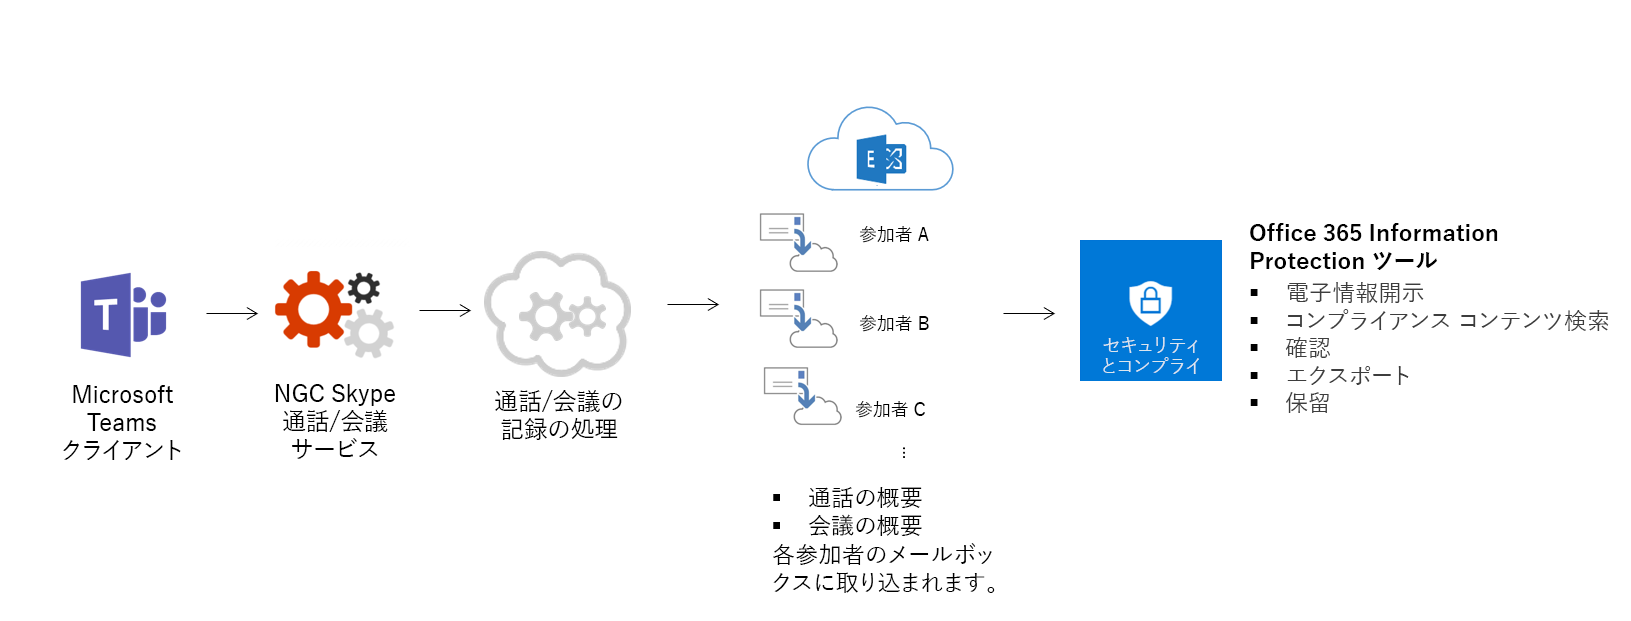 Microsoft
Teams
クライアント
NGC Skype
通話/会議
サービス
通話/会議の
記録の処理
参加者 A
参加者 B
参加者 C
⋮
▪ 通話の概要
▪ 会議の概要
各参加者のメールボッ
クスに取り込まれます。
セキュリティ
とコンプライ
Office 365 Information
Protection ツール
▪ 電子情報開示
▪ コンプライアンス コンテンツ検索
▪ 確認
▪ エクスポート
▪ 保留